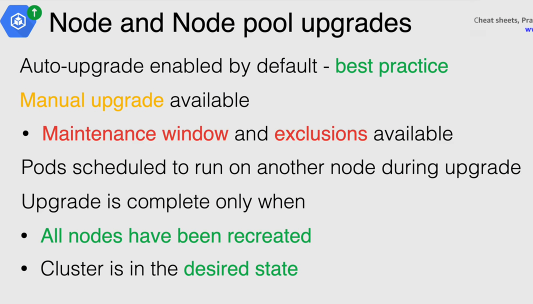 Node and Node pool upgrades
Cheat sheets, Pra
Auto-upgrade enabled by default - best practice
Manual upgrade available
• Maintenance window and exclusions available
Pods scheduled to run on another node during upgrade
Upgrade is complete only when
• All nodes have been recreated
• Cluster is in the desired state